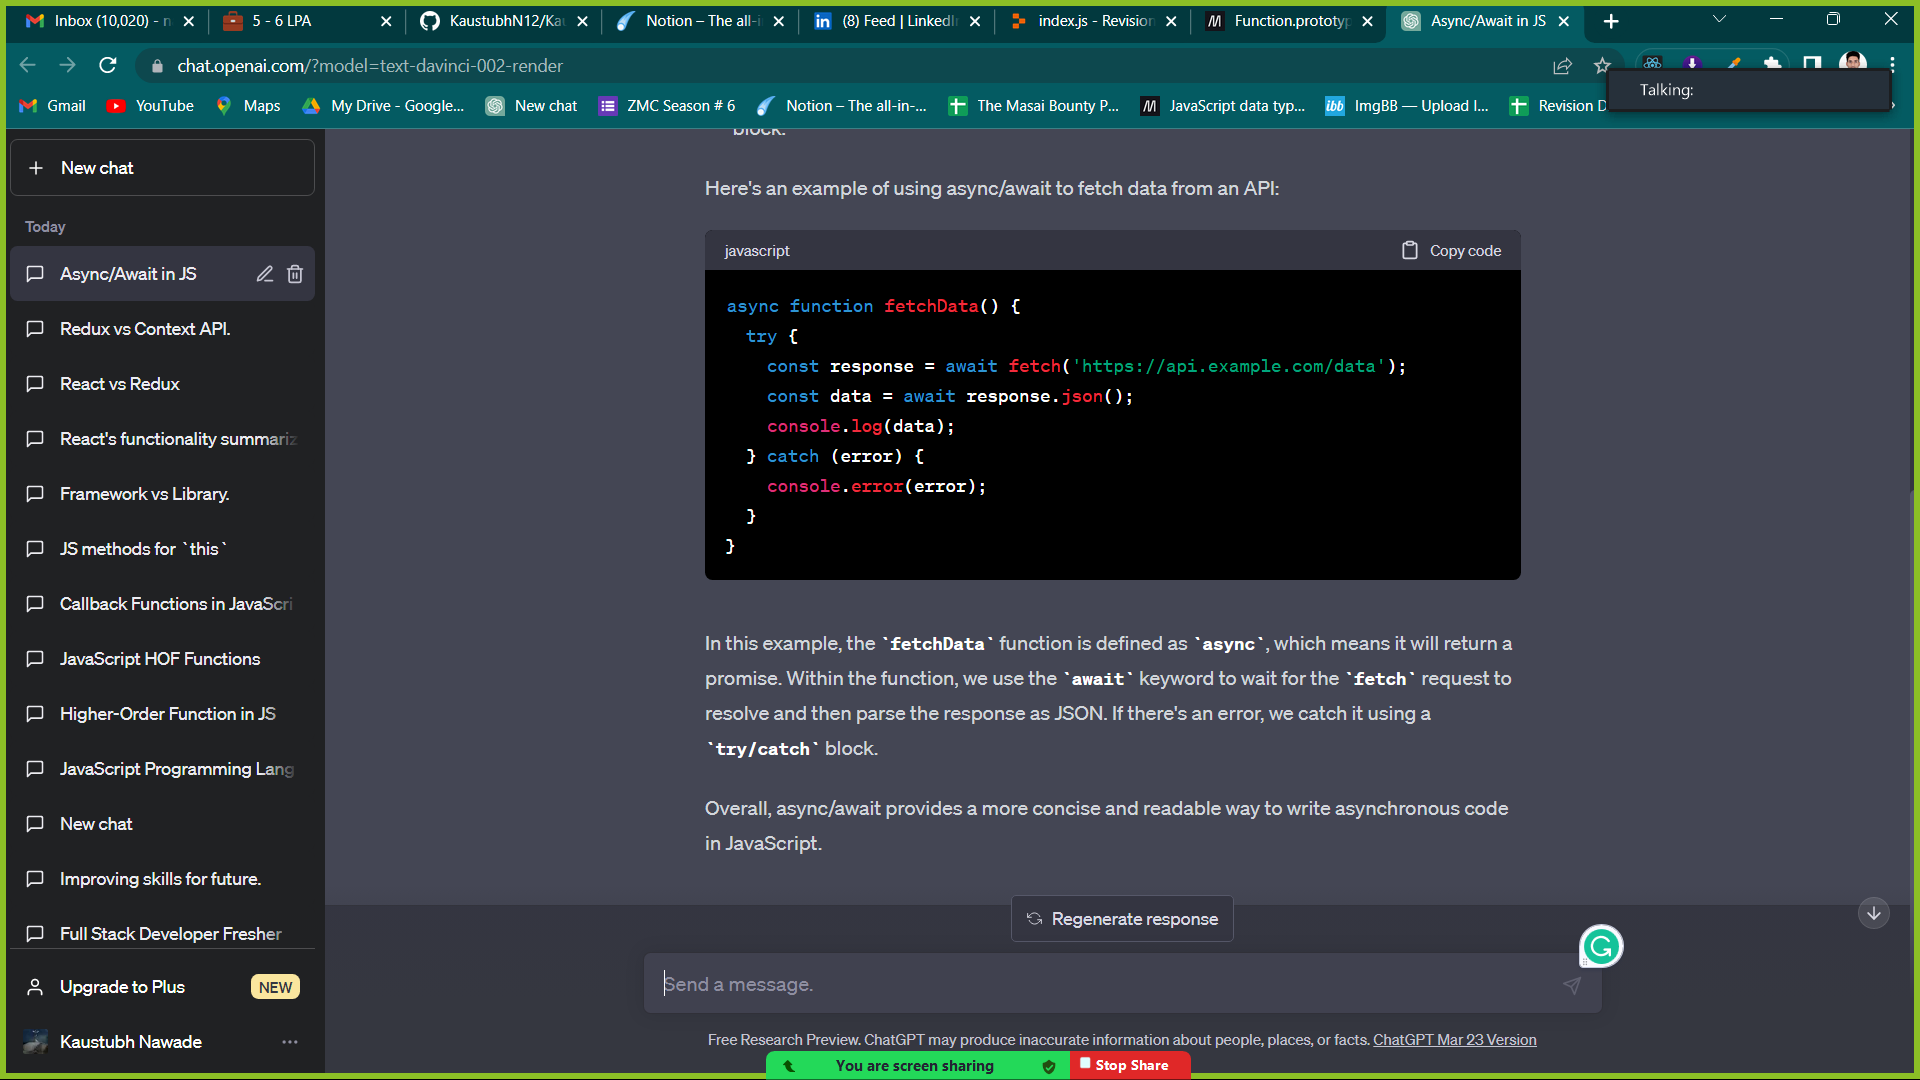 Inbox (10,020) - n
5 - 6 LPA
KaustubhN12/Ka
Notion – The all-i
(8) Feed | LinkedIn
index.js - Revision
Function.prototyp
Async/Await in JS
chat.openai.com/?model=text-davinci-002-render
Gmail
YouTube
Maps
My Drive - Google...
New chat
ZMC Season # 6
Notion – The all-in-...
The Masai Bounty P...
JavaScript data typ...
ibb ImgBB — Upload I...
Revision D
Talking:
New chat
Today
Async/Await in JS
Redux vs Context API.
React vs Redux
React's functionality summariz
Framework vs Library.
JS methods for `this`
Callback Functions in JavaScri
JavaScript HOF Functions
Higher-Order Function in JS
JavaScript Programming Lang
New chat
Improving skills for future.
Full Stack Developer Fresher
Upgrade to Plus NEW
Kaustubh Nawade
block.
Here's an example of using async/await to fetch data from an API:
javascript
Copy code
async function fetchData() {
try {
const response = await fetch('https://api.example.com/data');
const data = await response.json();
console.log(data);
} catch (error) {
console.error(error);
}
}
In this example, the `fetchData` function is defined as `async`, which means it will return a
promise. Within the function, we use the `await` keyword to wait for the `fetch` request to
resolve and then parse the response as JSON. If there's an error, we catch it using a
`try/catch` block.
Overall, async/await provides a more concise and readable way to write asynchronous code
in JavaScript.
Regenerate response
Send a message.
Free Research Preview. ChatGPT may produce inaccurate information about people, places, or facts. ChatGPT Mar 23 Version
You are screen sharing
Stop Share